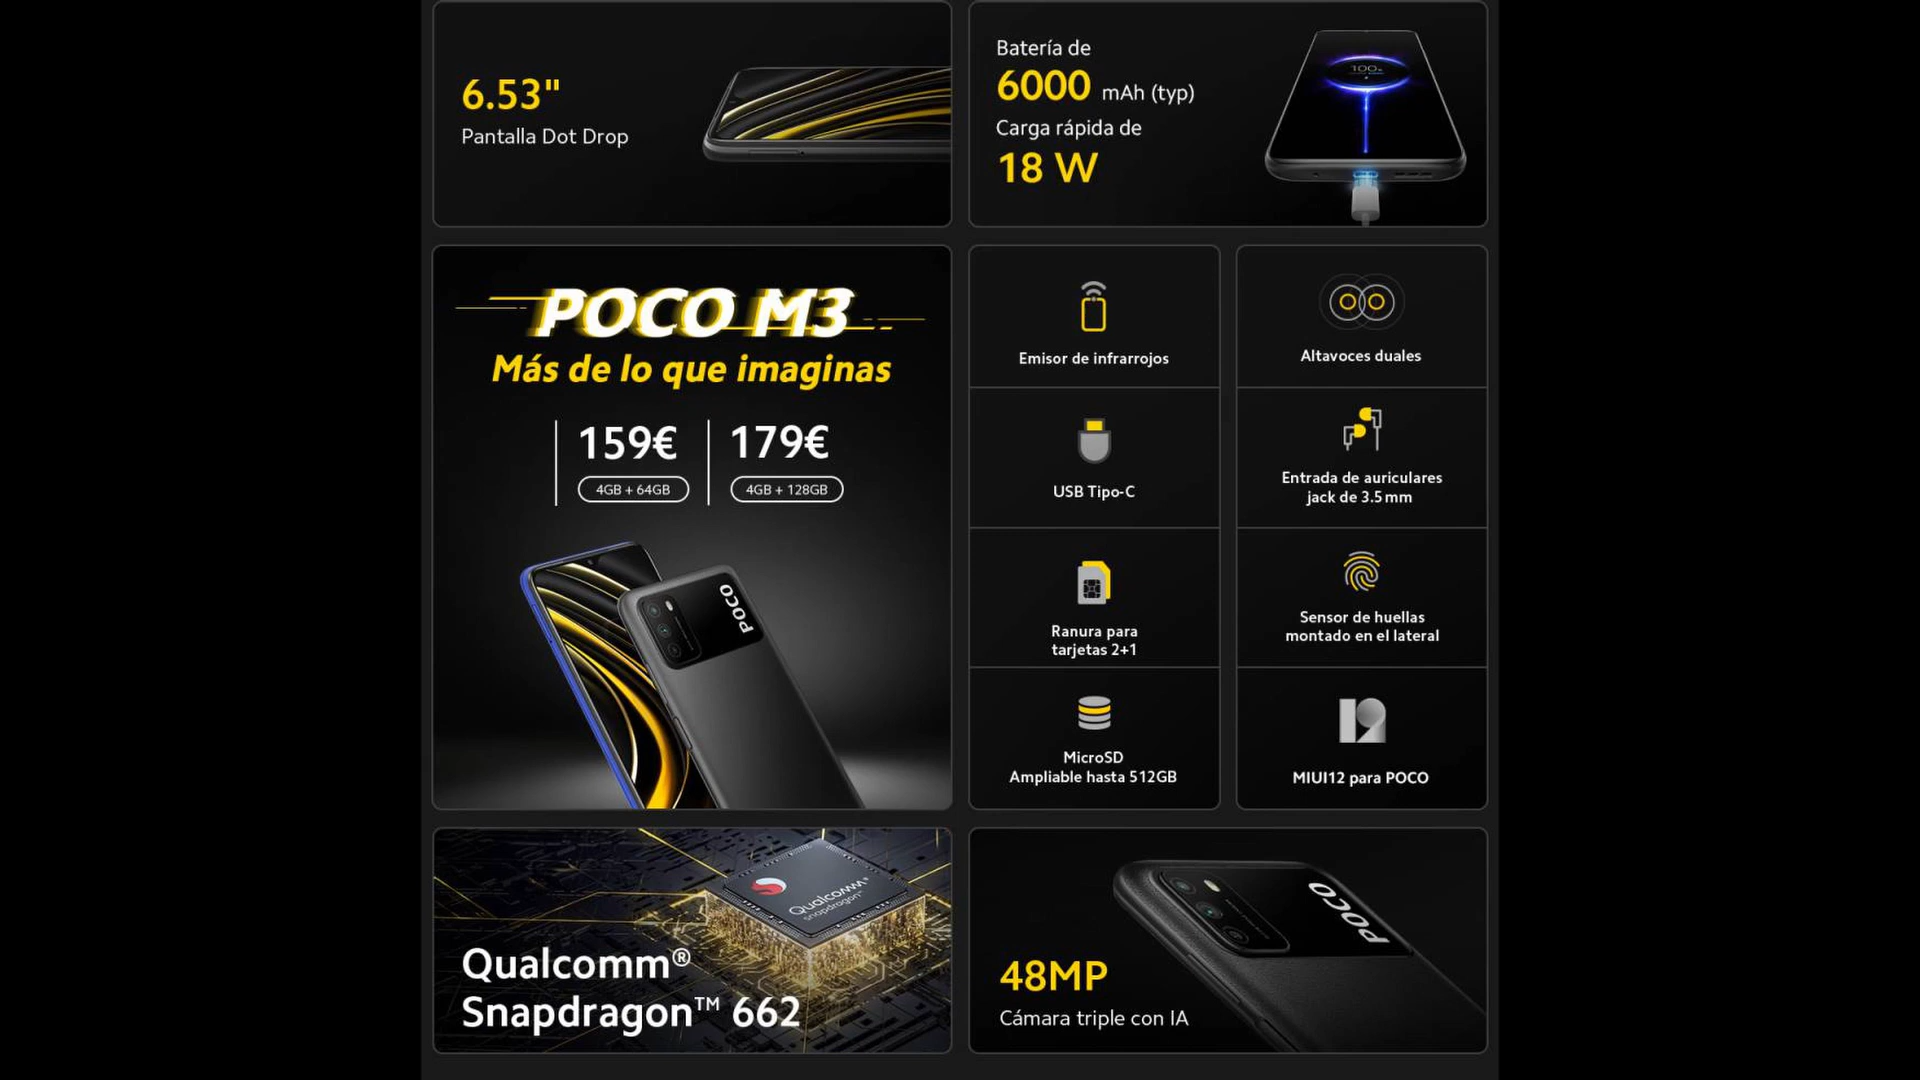 6.53"
Pantalla Dot Drop
Batería de
6000 mAh (typ)
Carga rápida de
18 W
100
POCO M3
Más de lo que imaginas
159€
4GB + 64GB
179€
4GB + 128GB
POCO
Emisor de infrarrojos
Altavoces duales
USB Tipo-C
Entrada de auriculares
jack de 3.5 mm
Ranura para
tarjetas 2+1
Sensor de huellas
montado en el lateral
MicroSD
Ampliable hasta 512GB
12
MIUI12 para POCO
Qualcomm®
snapdragon™
Qualcomm®
Snapdragon™ 662
POCO
48MP
Cámara triple con IA